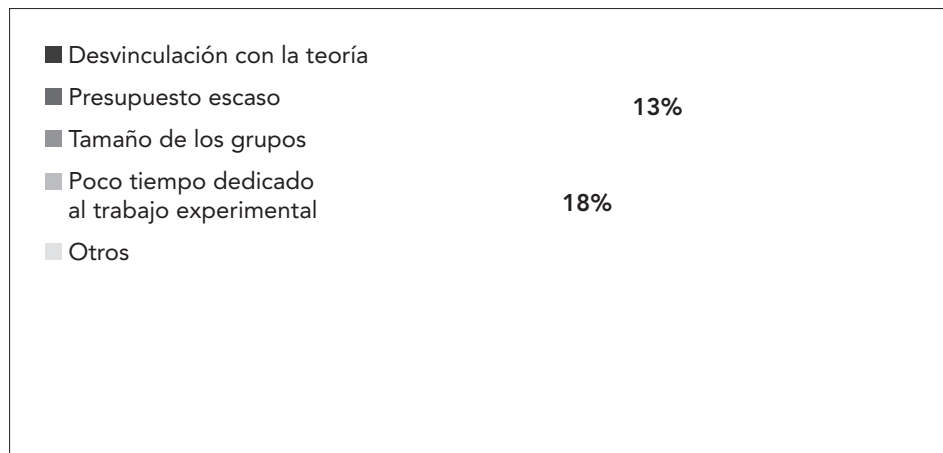 Desvinculación con la teoría
Presupuesto escaso
13%
Tamaño de los grupos
Poco tiempo dedicado
al trabajo experimental
18%
Otros